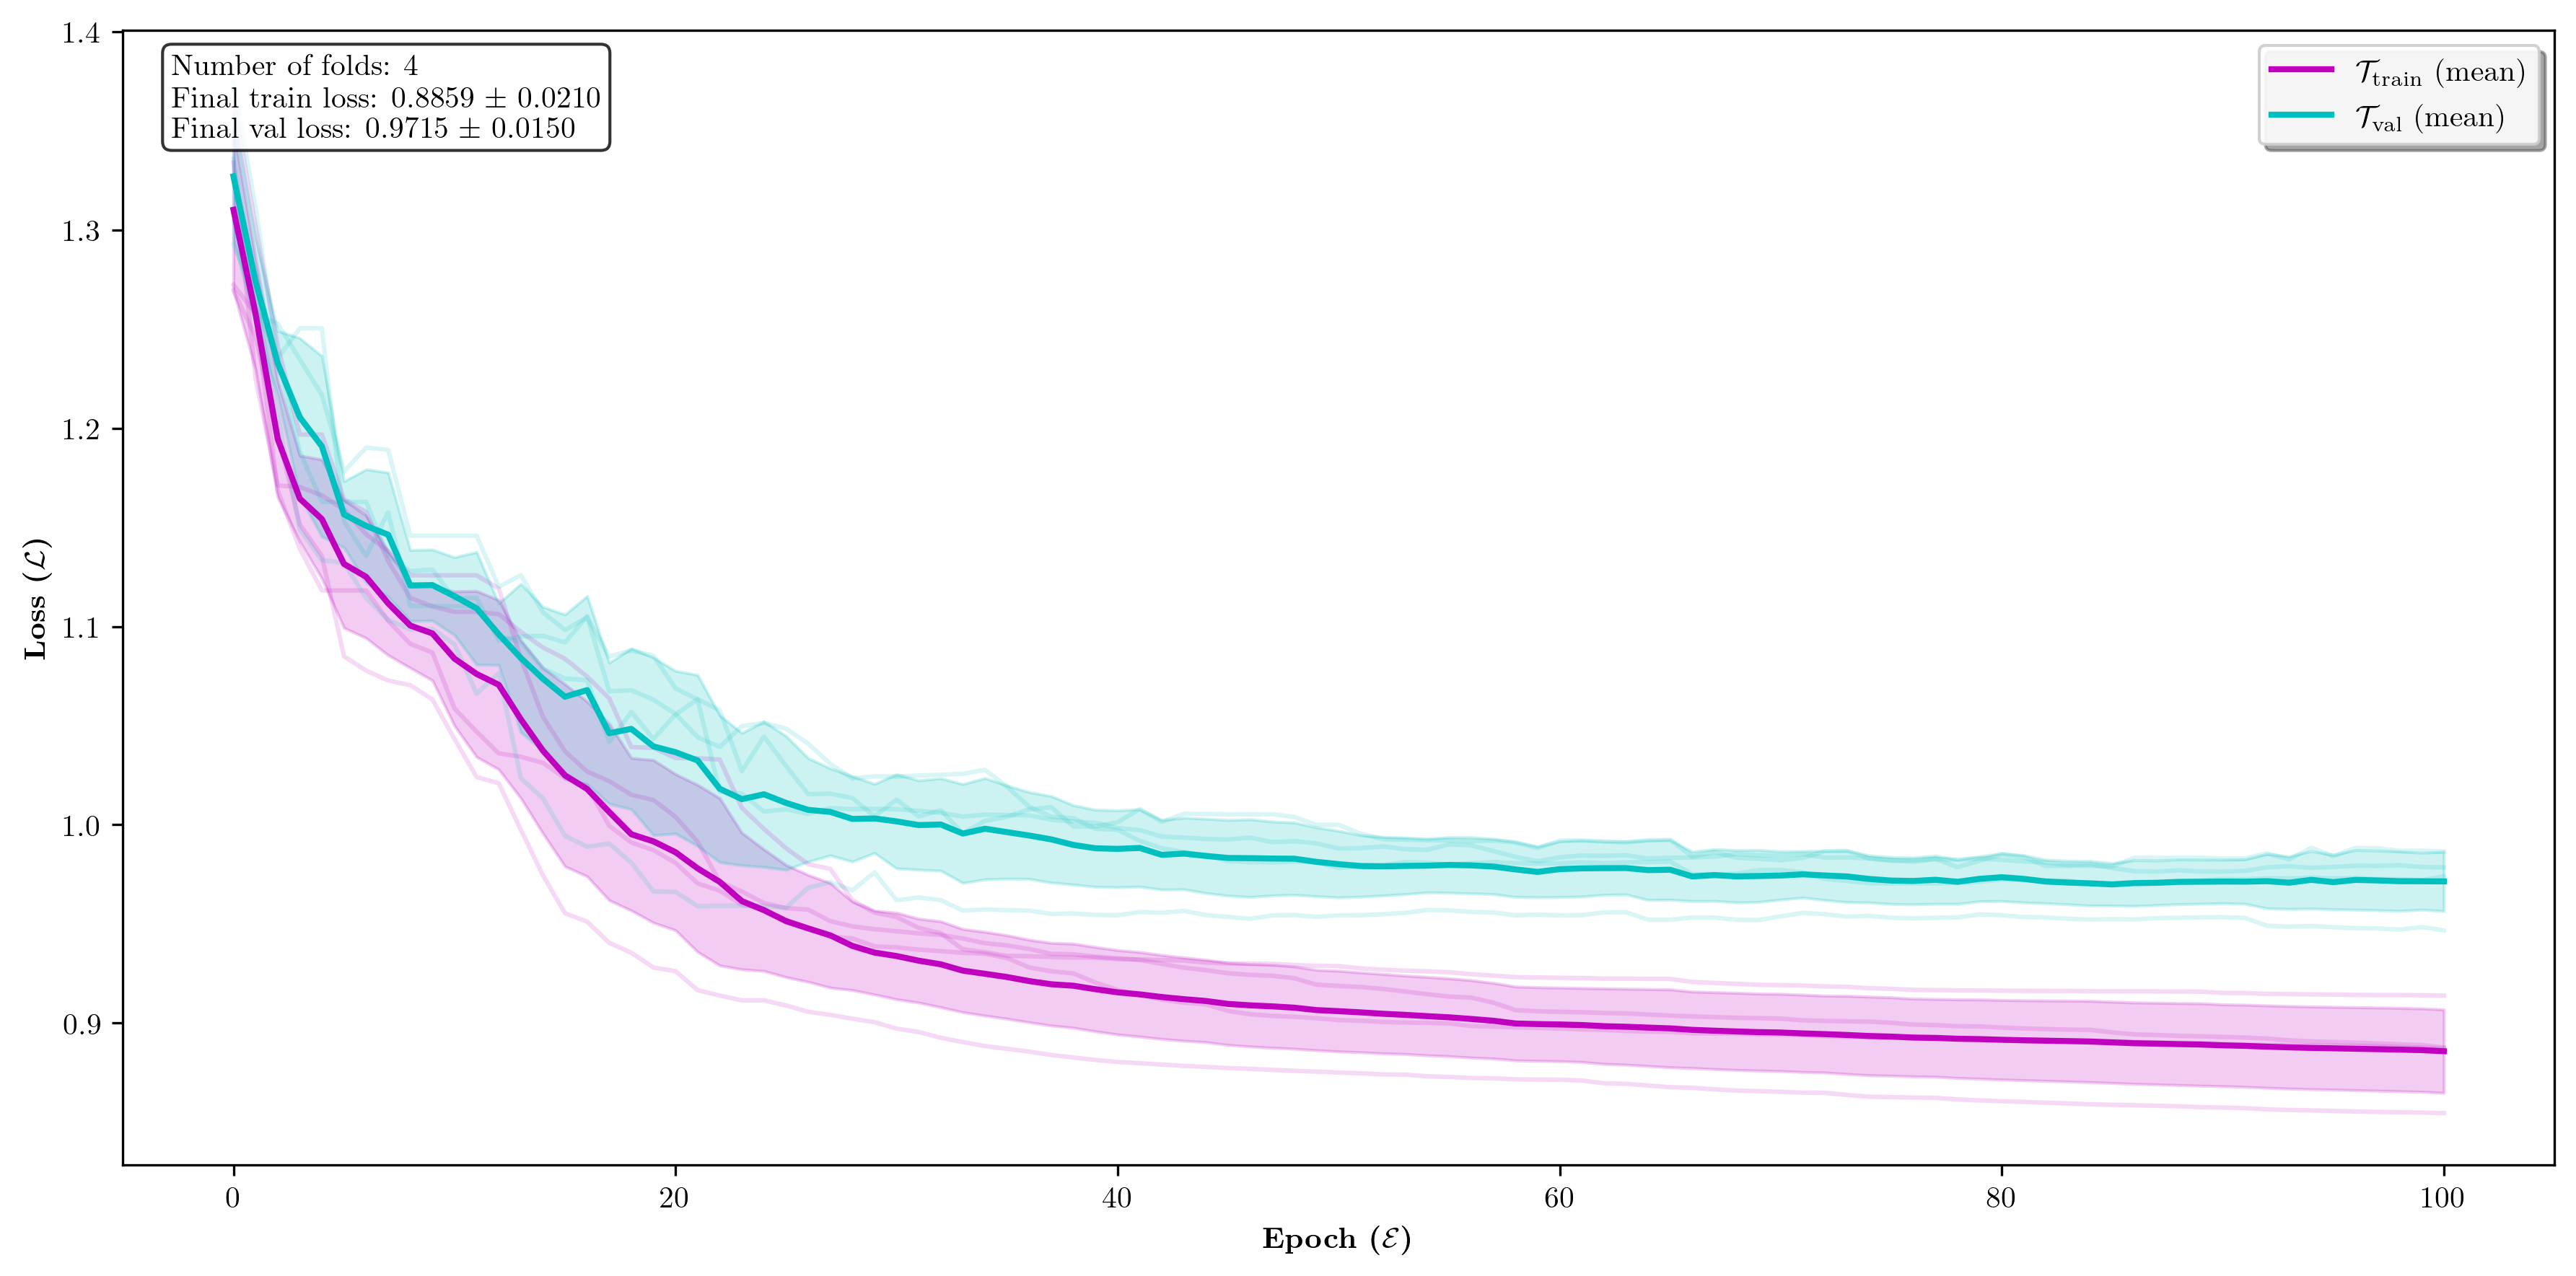 Number of folds: 4
Final train loss: 0.8859 ± 0.0210
Final val loss: 0.9715 ± 0.0150
𝒯train (mean)
𝒯val (mean)
1.4
1.3
1.2
1.1
1.0
0.9
Loss (ℒ)
0 20 40 60 80 100
Epoch (ℰ)